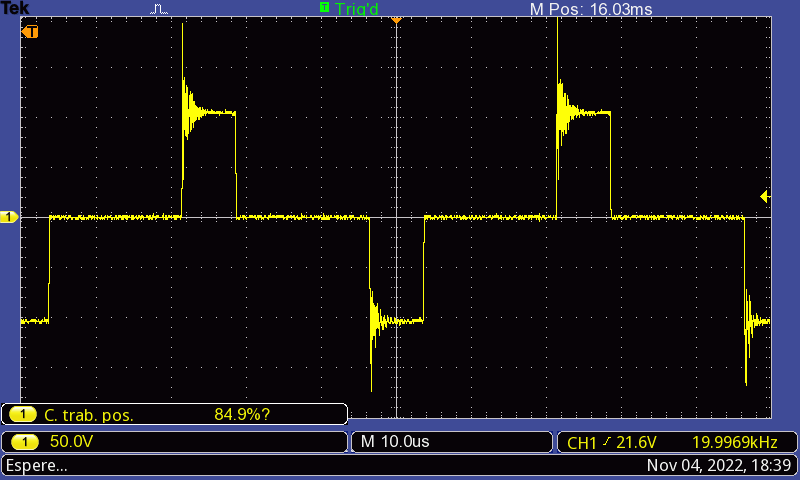 Tek T Trig'd M Pos: 16.03ms
T
1
1 C. trab. pos. 84.9%?
1 50.0V M 10.0us CH1 21.6V 19.9969kHz
Espere... Nov 04, 2022, 18:39